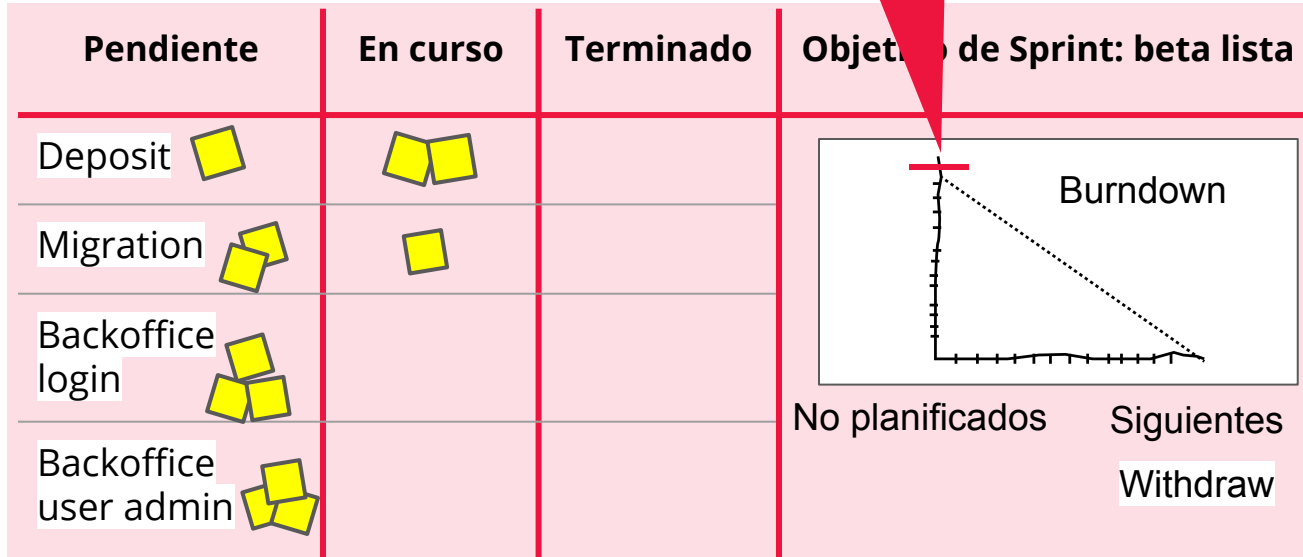 Pendiente
En curso
Terminado
Objetivo de Sprint: beta lista
Deposit
Migration
Backoffice
login
Backoffice
user admin
Burndown
No planificados
Siguientes
Withdraw